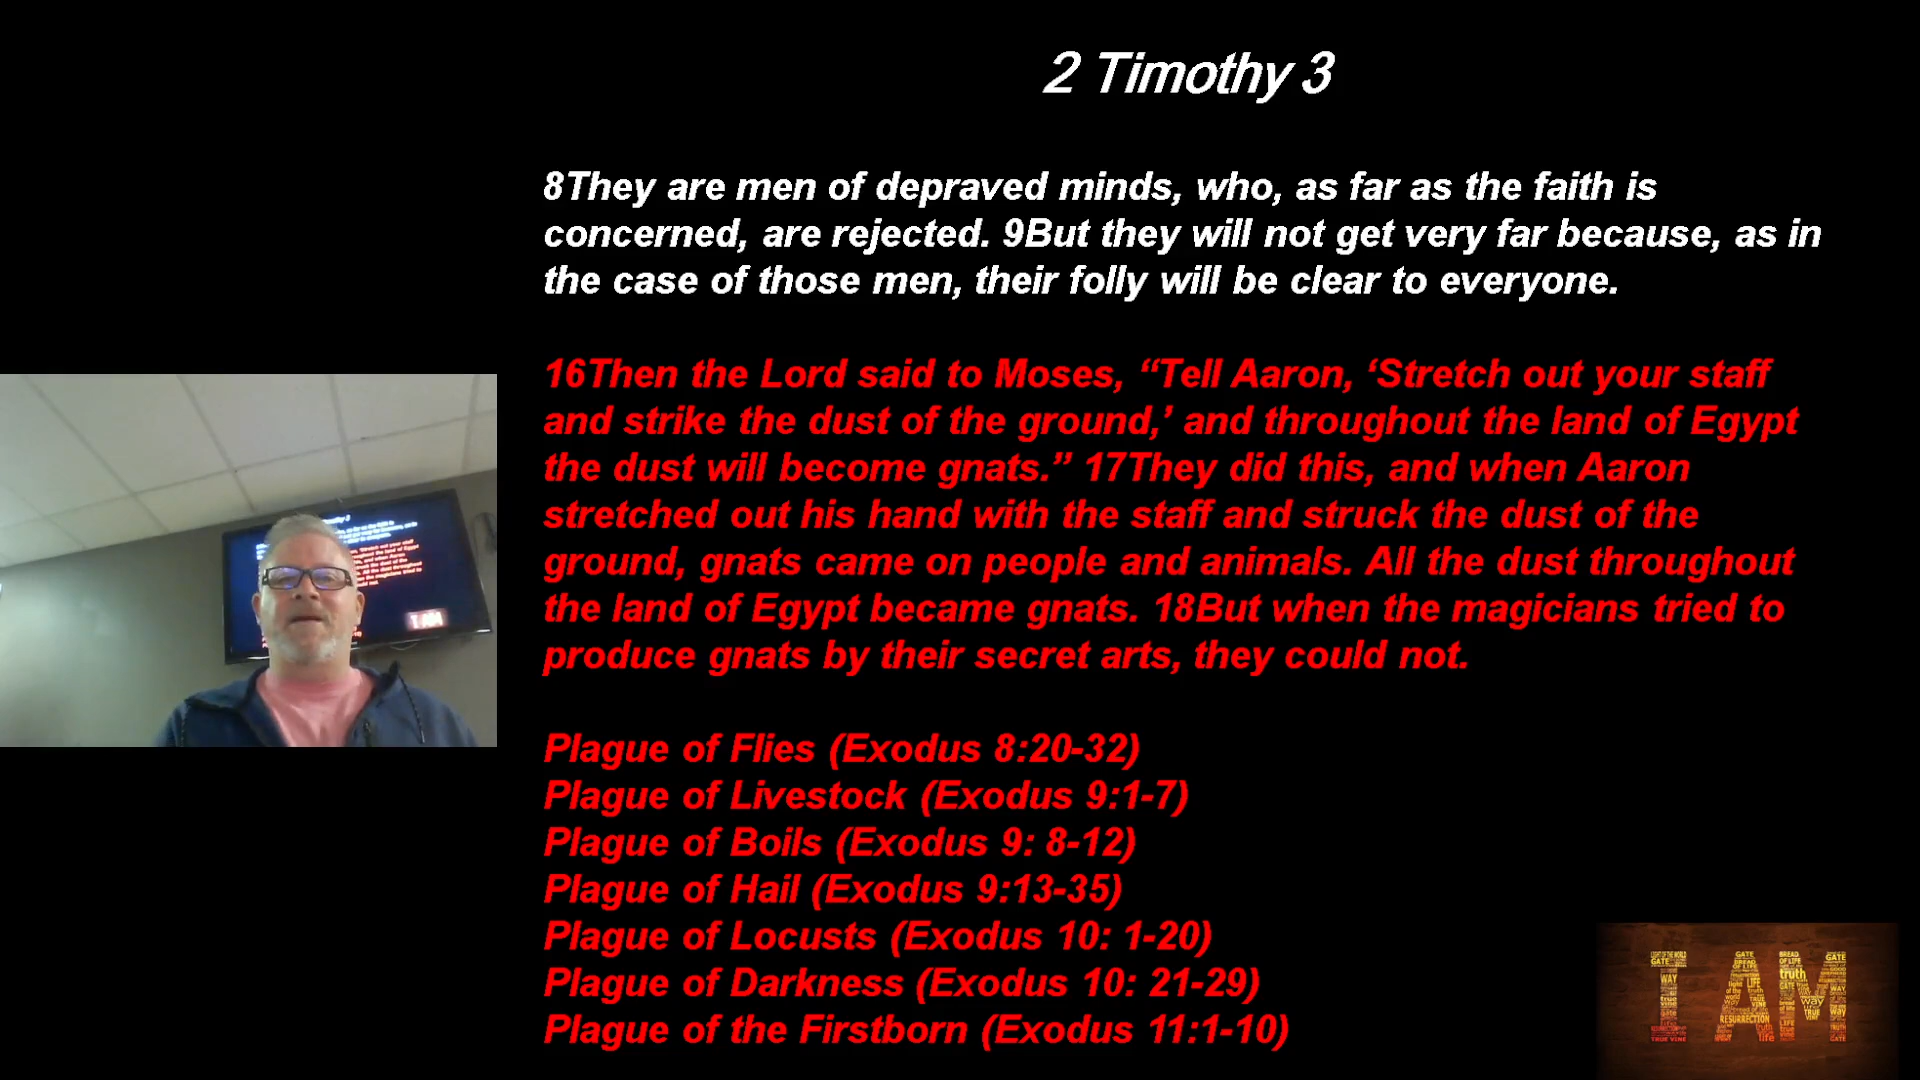 2 Timothy 3
8They are men of depraved minds, who, as far as the faith is
concerned, are rejected. 9But they will not get very far because, as in
the case of those men, their folly will be clear to everyone.
16Then the Lord said to Moses, “Tell Aaron, ‘Stretch out your staff
and strike the dust of the ground,’ and throughout the land of Egypt
the dust will become gnats.” 17They did this, and when Aaron
stretched out his hand with the staff and struck the dust of the
ground, gnats came on people and animals. All the dust throughout
the land of Egypt became gnats. 18But when the magicians tried to
produce gnats by their secret arts, they could not.
Plague of Flies (Exodus 8:20-32)
Plague of Livestock (Exodus 9:1-7)
Plague of Boils (Exodus 9: 8-12)
Plague of Hail (Exodus 9:13-35)
Plague of Locusts (Exodus 10: 1-20)
Plague of Darkness (Exodus 10: 21-29)
Plague of the Firstborn (Exodus 11:1-10)
I AM